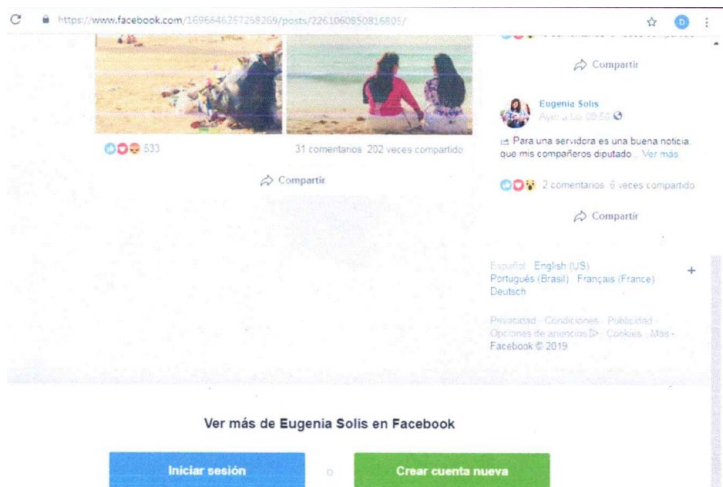 https://www.facebook.com/1696646267258269/posts/2261060850816805/
533
31 comentarios 202 veces compartido
Compartir
Compartir
Eugenia Solis
Ayer a las
Para una servidora es una buena noticia
que mis compañeros diputado... Ver más
2 comentarios 6 veces compartido
Compartir
Español English (US)
Português (Brasil) Français (France)
Deutsch
Privacidad · Condiciones · Publicidad ·
Opciones de anuncios · Cookies · Más ·
Facebook © 2019
Ver más de Eugenia Solis en Facebook
Iniciar sesión
o
Crear cuenta nueva